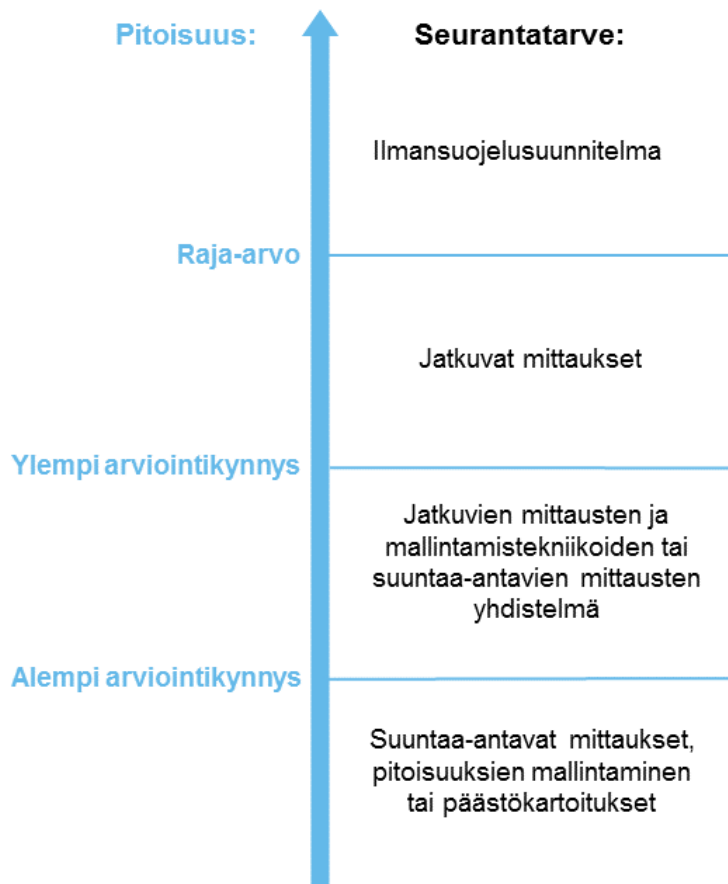 Pitoisuus:
Seurantatarve:
Ilmansuojelusuunnitelma
Raja-arvo
Jatkuvat mittaukset
Ylempi arviointikynnys
Jatkuvien mittausten ja
mallintamistekniikoiden tai
suuntaa-antavien mittausten
yhdistelmä
Alempi arviointikynnys
Suuntaa-antavat mittaukset,
pitoisuuksien mallintaminen
tai päästökartoitukset